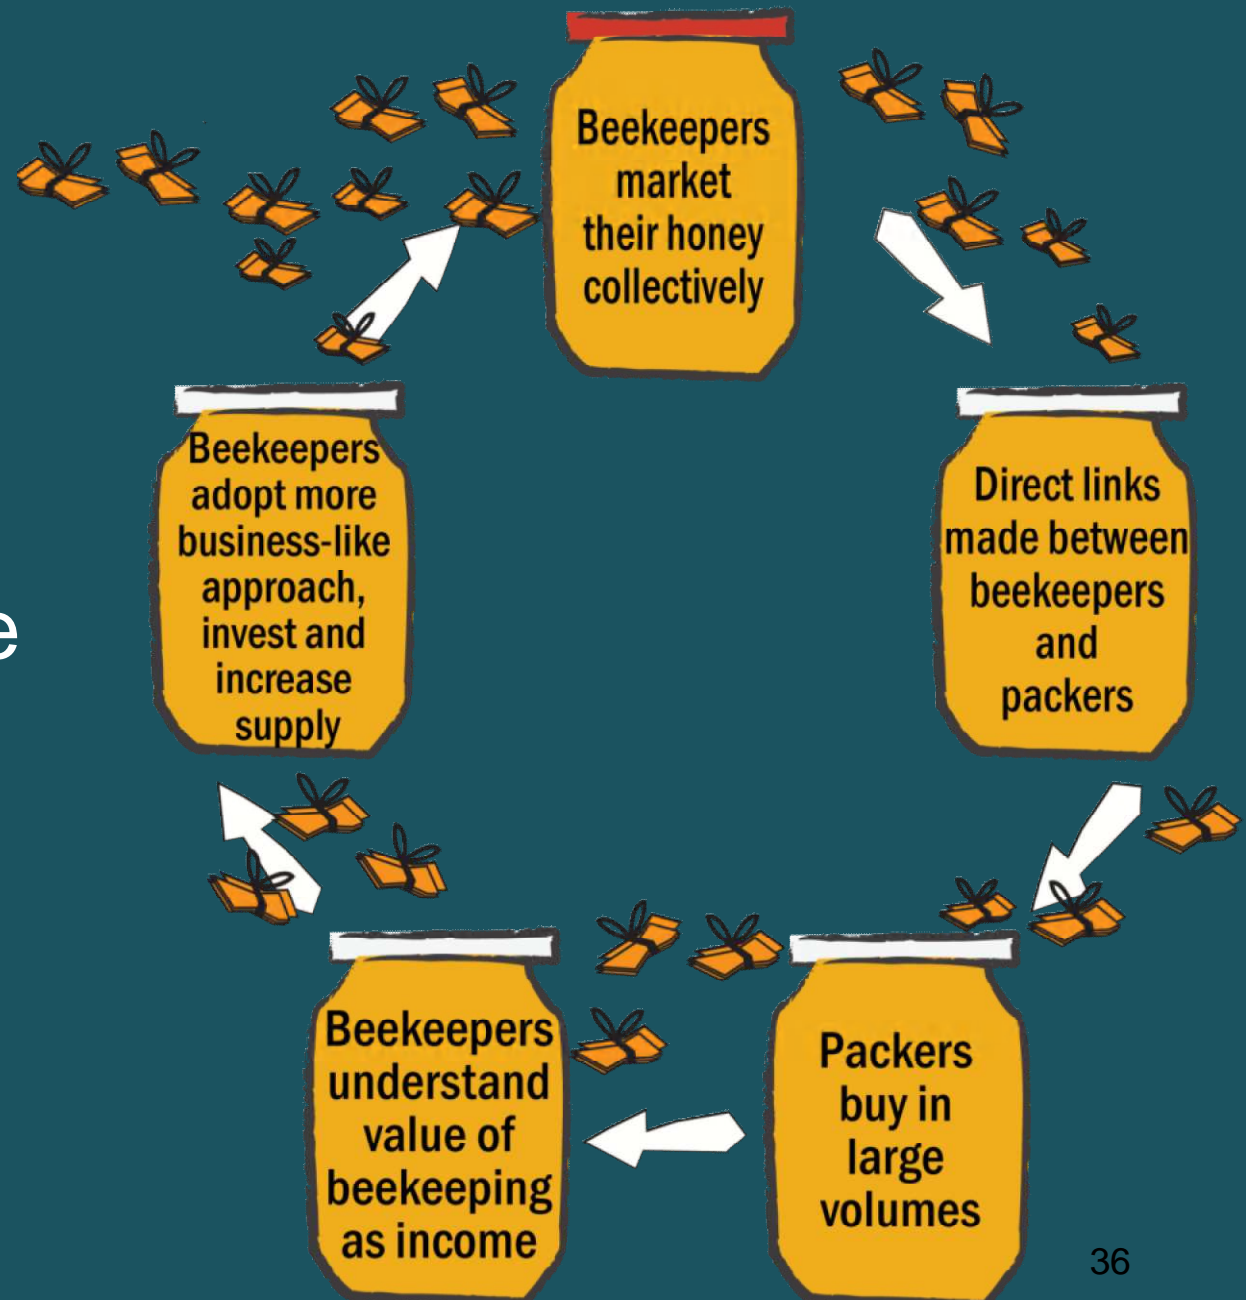 Beekeepers
market
their honey
collectively
Direct links
made between
beekeepers
and
packers
Packers
buy in
large
volumes
Beekeepers
understand
value of
beekeeping
as income
Beekeepers
adopt more
business-like
approach,
invest and
increase
supply
e
36